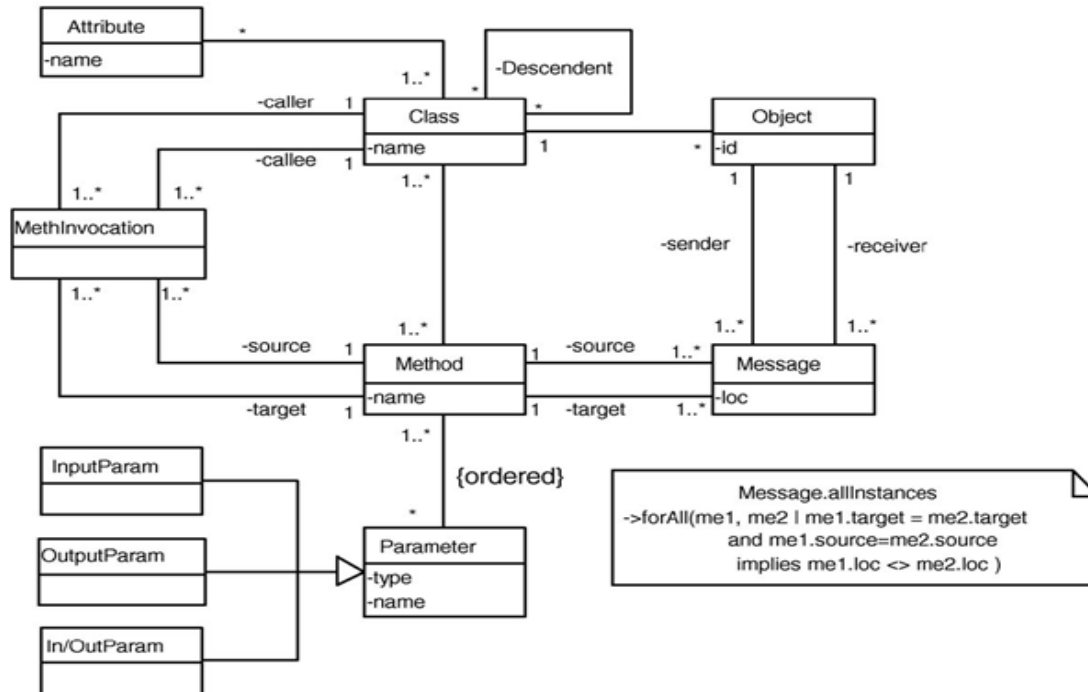 Attribute
-name
*
1..*
-Descendent
*
*
-caller
1
Class
-name
-callee
1
1
*
Object
-id
1..*
1
1
1..*
1..*
MethInvocation
-sender
-receiver
1..*
1..*
1..*
1..*
1..*
-source
1
Method
-name
1
-source
1..*
Message
-loc
-target
1
1
-target
1..*
1..*
InputParam
{ordered}
*
OutputParam
Parameter
-type
-name
In/OutParam
Message.allInstances
->forAll(me1, me2 | me1.target = me2.target
and me1.source=me2.source
implies me1.loc <> me2.loc )